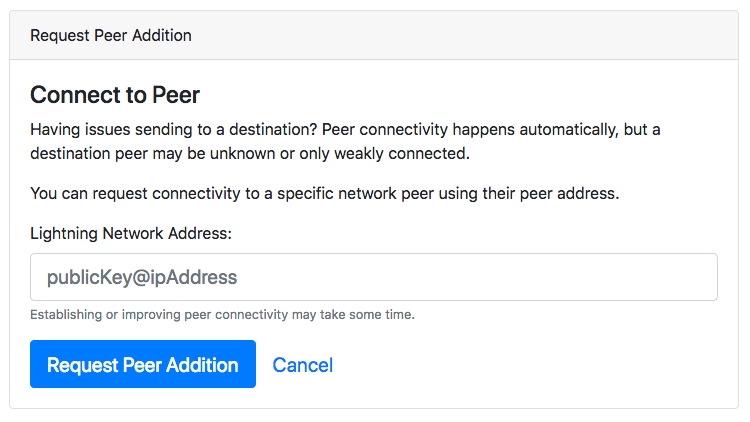 Request Peer Addition
Connect to Peer
Having issues sending to a destination? Peer connectivity happens automatically, but a
destination peer may be unknown or only weakly connected.
You can request connectivity to a specific network peer using their peer address.
Lightning Network Address:
publicKey@ipAddress
Establishing or improving peer connectivity may take some time.
Request Peer Addition Cancel